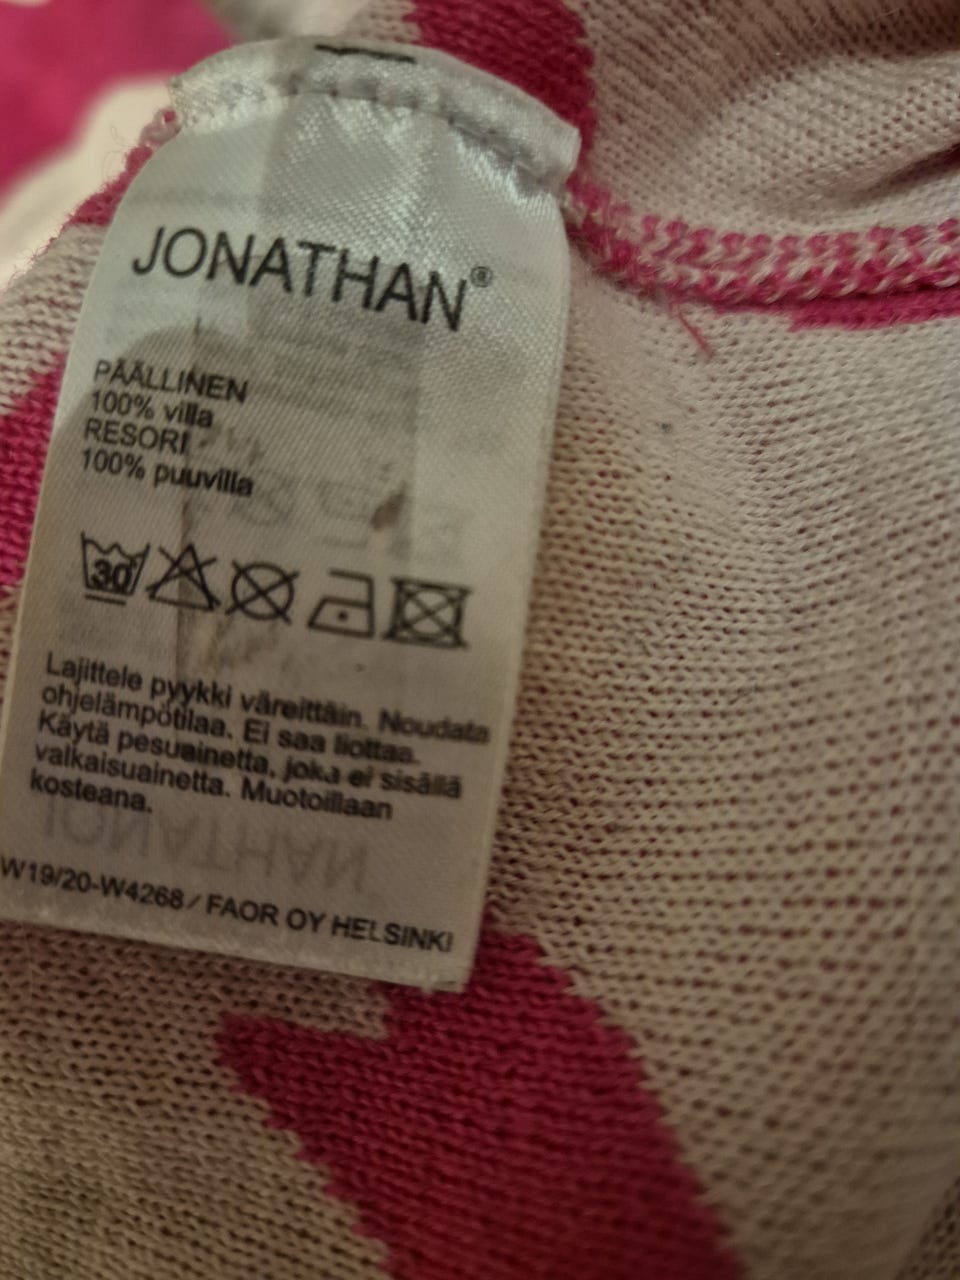 JONATHAN®
PÄÄLLINEN
100% villa
RESORI
100% puuvilla
30
Lajittele pyykki väreittäin. Noudata
ohjelämpötilaa. Ei saa liottaa.
Käytä pesuainetta, joka ei sisällä
valkaisuainetta. Muotoillaan
kosteana.
W19/20-W4268 / FAOR OY HELSINKI